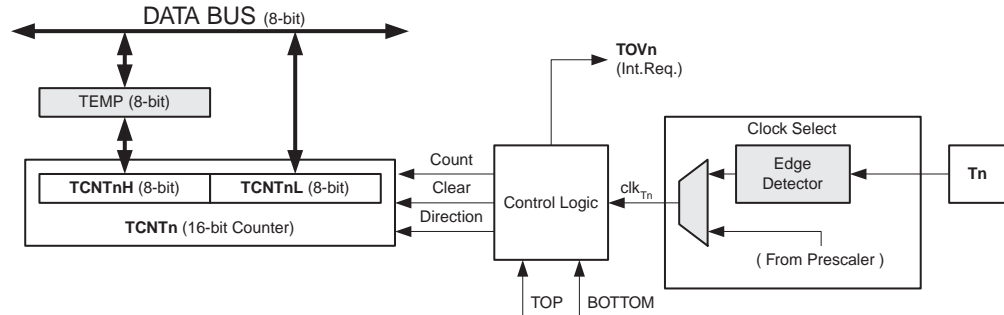 DATA BUS (8-bit)
TOVn
(Int.Req.)
TEMP (8-bit)
Clock Select
Count
Edge
Detector
Tn
TCNTnH (8-bit) TCNTnL (8-bit)
Clear
Control Logic
clkTn
TCNTn (16-bit Counter)
Direction
( From Prescaler )
TOP
BOTTOM